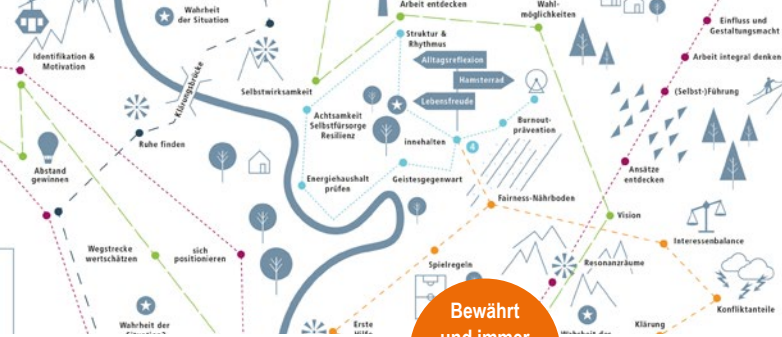 Wahrheit
der Situation
Arbeit entdecken
Wahl-
möglichkeiten
Einfluss und
Gestaltungsmacht
Identifikation &
Motivation
Struktur &
Rhythmus
Alltagsreflexion
Arbeit integral denken
Hamsterrad
Klärungsbrücke
Selbstwirksamkeit
Lebensfreude
(Selbst-)Führung
Achtsamkeit
Selbstfürsorge
Resilienz
Burnout-
prävention
Ruhe finden
Innehalten
4
Abstand
gewinnen
Energiehaushalt
prüfen
Geistesgegenwart
Ansätze
entdecken
Fairness-Nährboden
Vision
Interessenbalance
Wegstrecke
wertschätzen
sich
positionieren
Spielregeln
Resonanzräume
Bewährt
und immer
Konfliktanteile
Wahrheit der
Situation?
Erste
Hilfe
Wahrheit der
Klärung